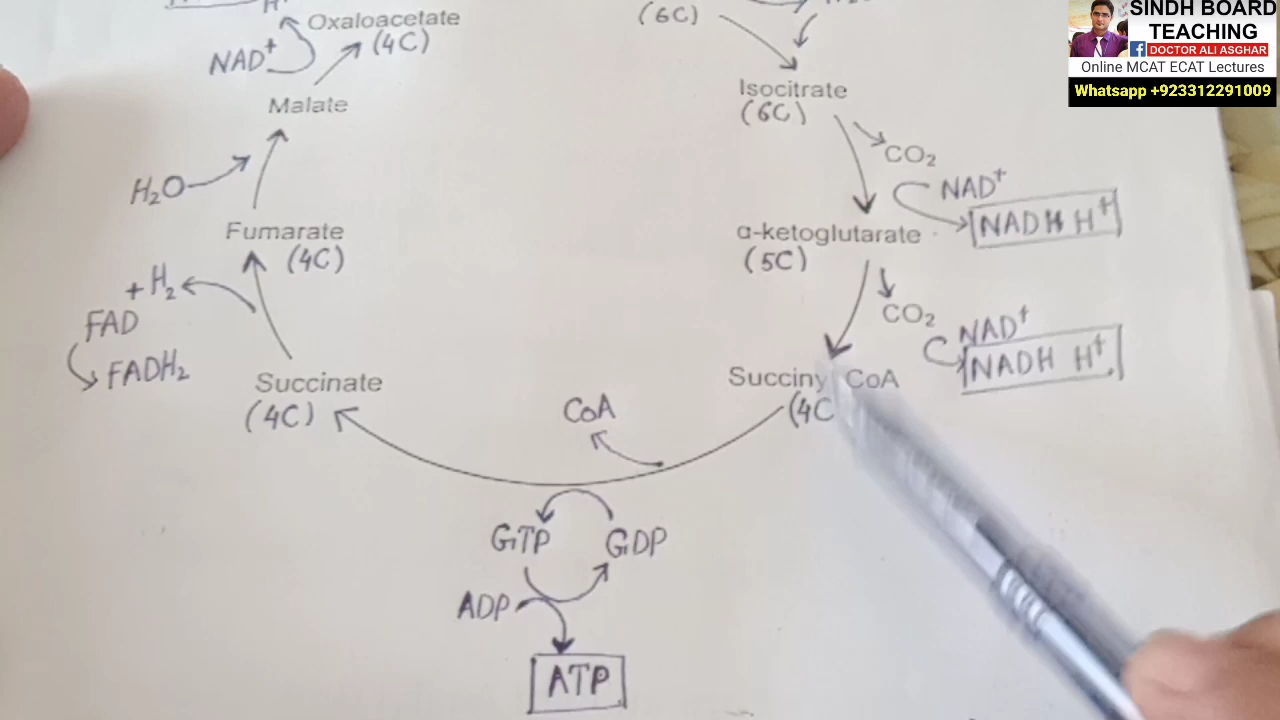 SINDH BOARD
TEACHING
DOCTOR ALI ASGHAR
Online MCAT ECAT Lectures
Whatsapp +923312291009
Oxaloacetate
(4C)
NAD+
Malate
H2O
Fumarate
(4C)
+ H2
FAD
FADH2
Succinate
(4C)
(6C)
Isocitrate
(6C)
CO2
NAD+
NADH H+
α-ketoglutarate
(5C)
CO2
NAD+
NADH H+
Succiny CoA
(4C
CoA
GTP
GDP
ADP
ATP